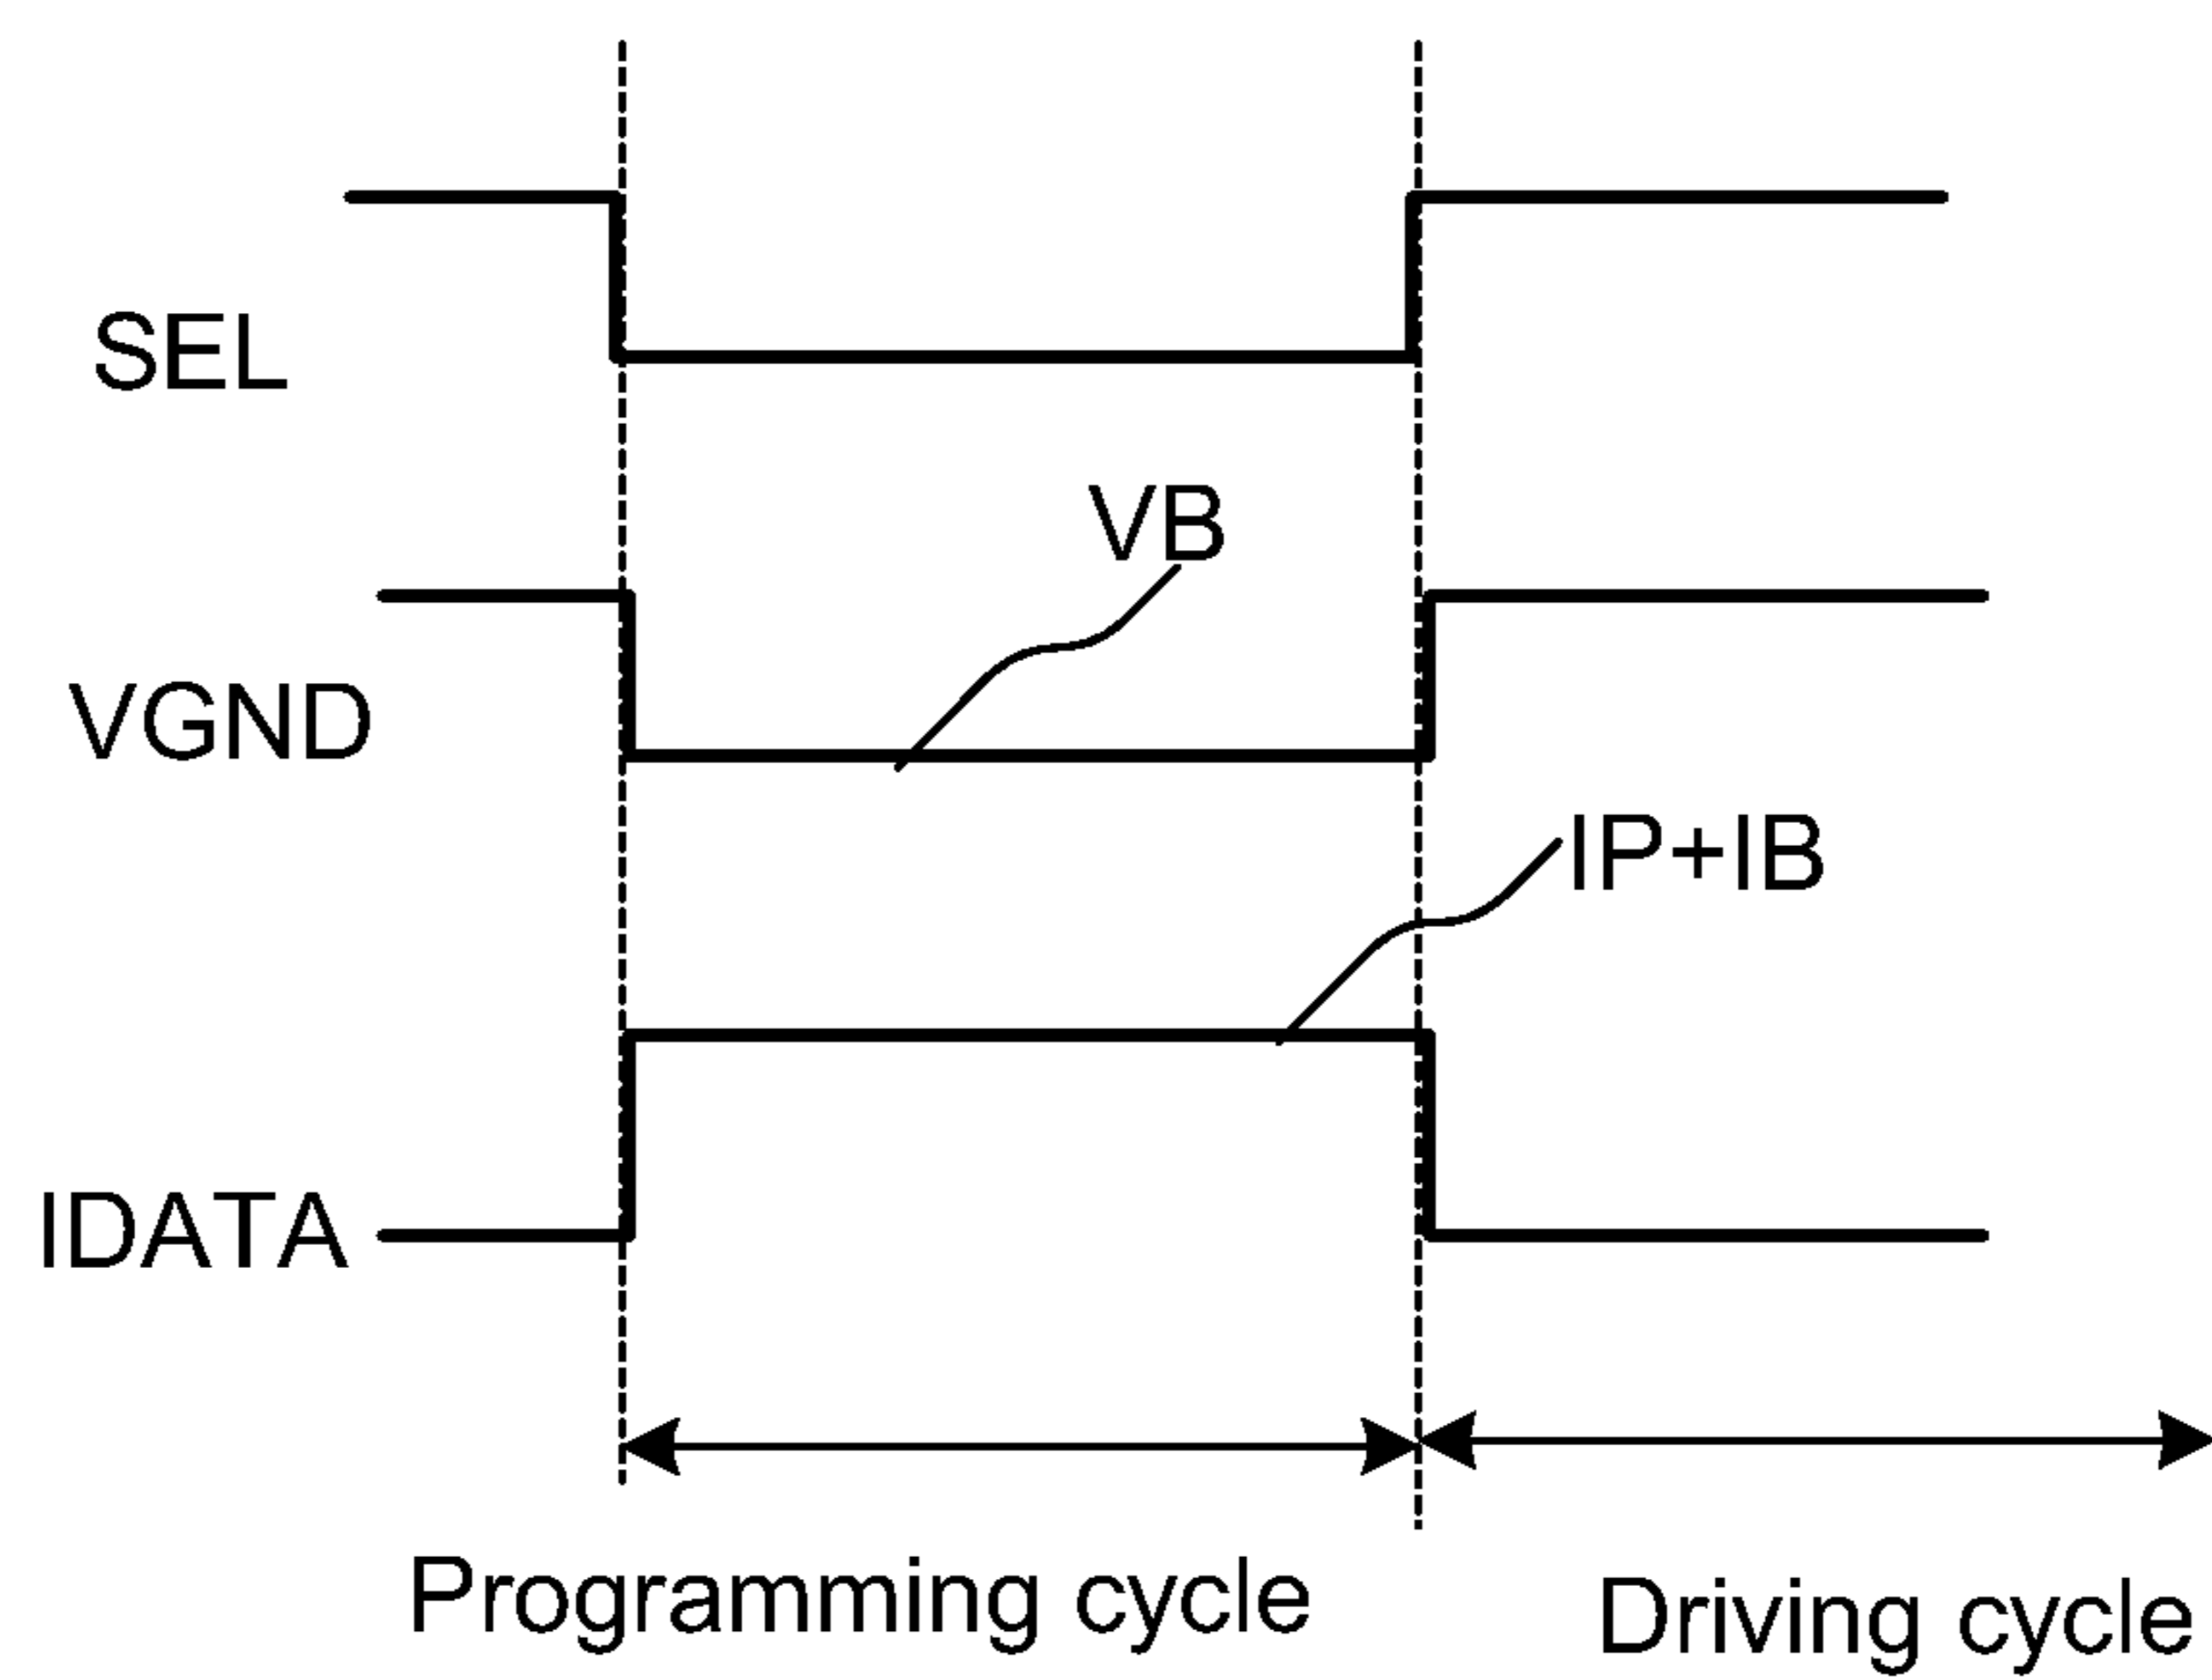 SEL
VB
VGND
IP+IB
IDATA
Programming cycle
Driving cycle